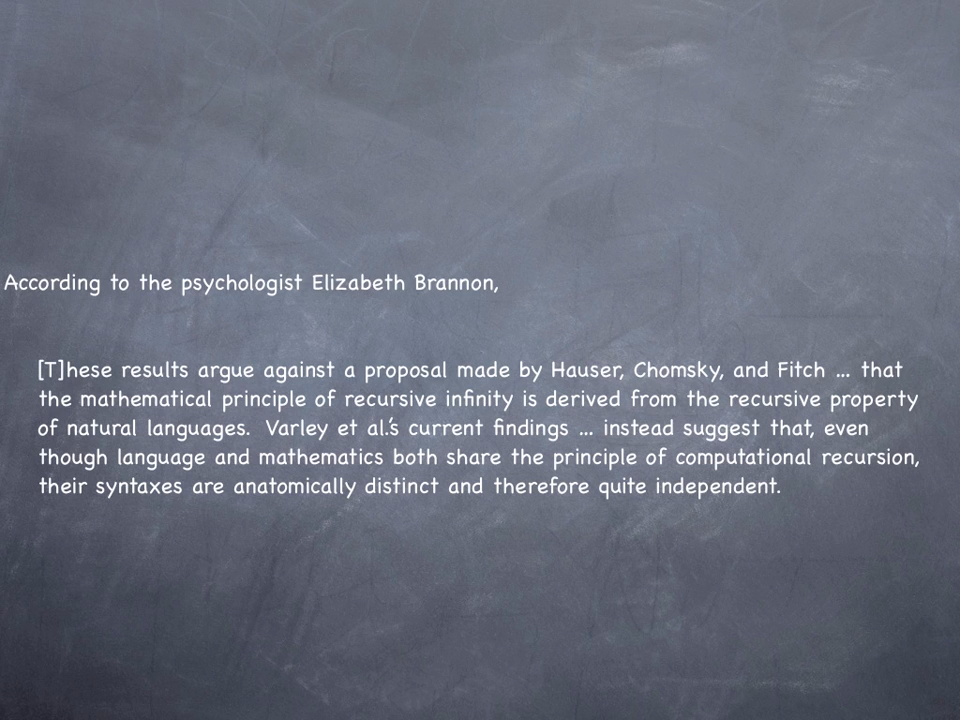 According to the psychologist Elizabeth Brannon,
[T]hese results argue against a proposal made by Hauser, Chomsky, and Fitch ... that
the mathematical principle of recursive infinity is derived from the recursive property
of natural languages. Varley et al.'s current findings ... instead suggest that, even
though language and mathematics both share the principle of computational recursion,
their syntaxes are anatomically distinct and therefore quite independent.